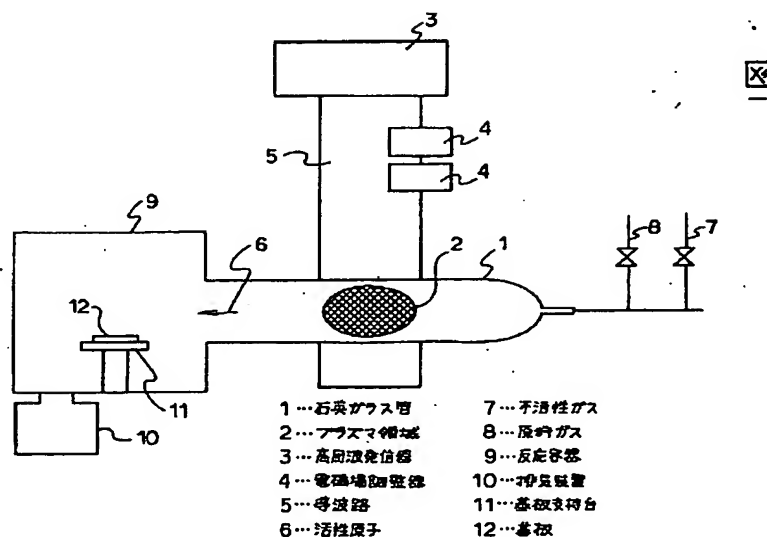 3
4
5
4
9
6
2
1
8
7
12
11
10
1…石英ガラス管
2…プラズマ領域
3…高周波発信器
4…電磁場調整器
5…導波路
6…活性原子
7…不活性ガス
8…原料ガス
9…反応容器
10…排気装置
11…基板支持台
12…基板